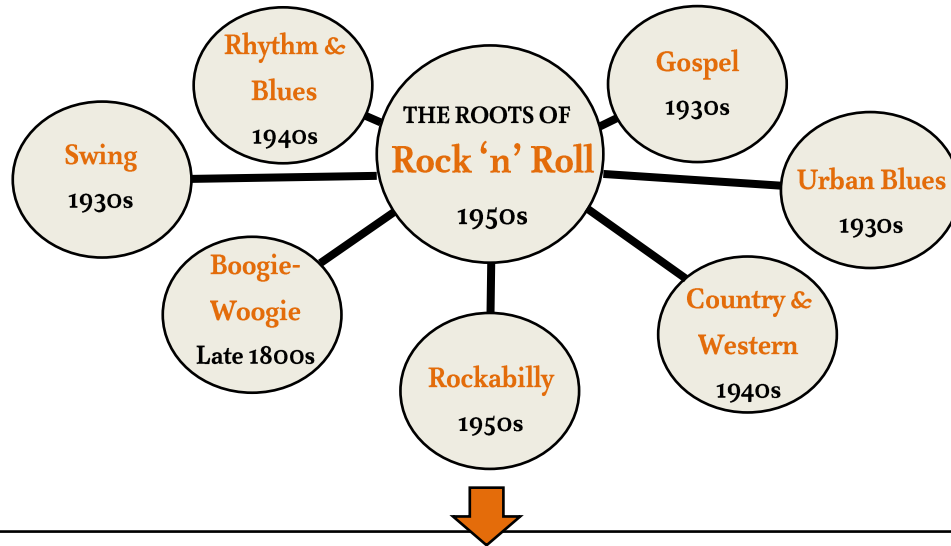 Rhythm &
Blues
1940s
THE ROOTS OF
Rock ‘n’ Roll
1950s
Gospel
1930s
Swing
1930s
Urban Blues
1930s
Boogie-
Woogie
Late 1800s
Rockabilly
1950s
Country &
Western
1940s